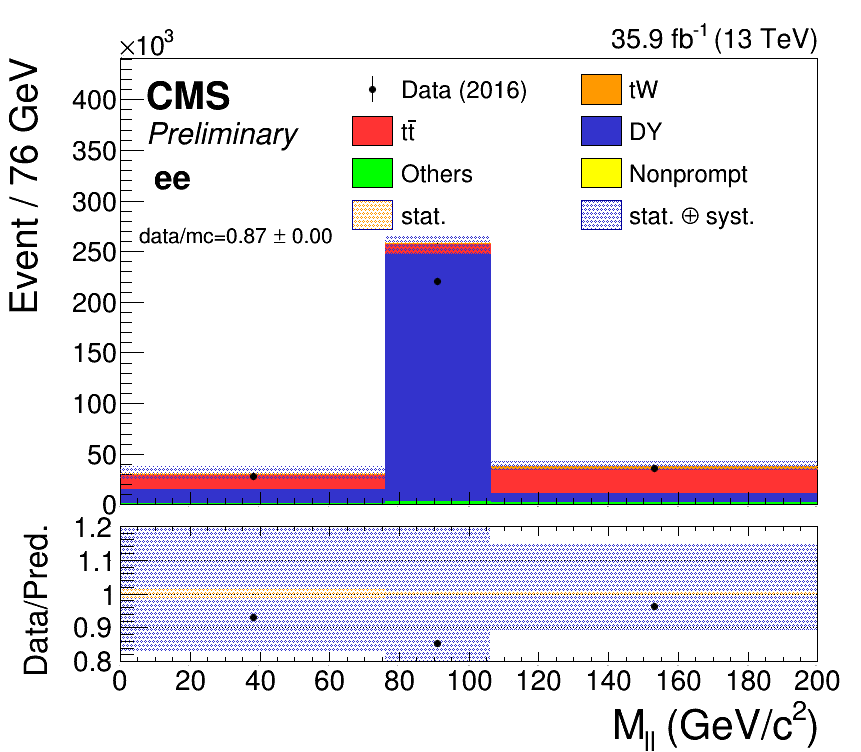 ×10³ 35.9 fb⁻¹ (13 TeV)
Event / 76 GeV
CMS
Preliminary
ee
data/mc=0.87 ± 0.00
Data (2016) tW
tt̄ DY
Others Nonprompt
stat. stat. ⊕ syst.
400
350
300
250
200
150
100
50
0
Data/Pred.
1.2
1.1
1
0.9
0.8
0 20 40 60 80 100 120 140 160 180 200
M_ll (GeV/c²)